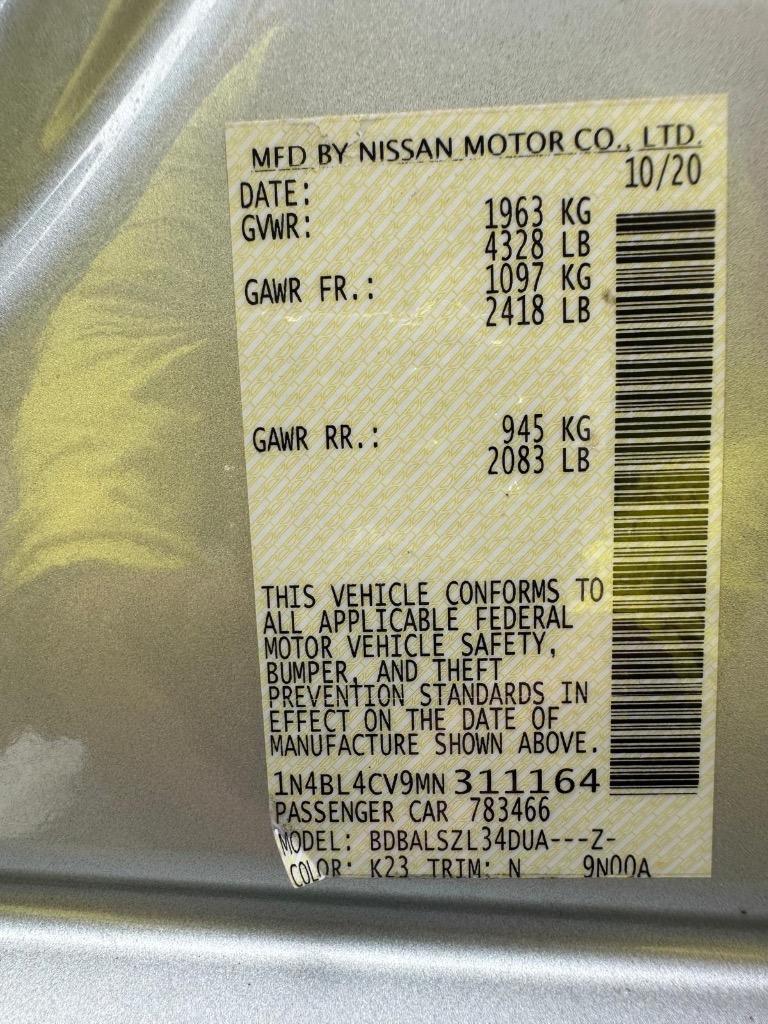 MFD BY NISSAN MOTOR CO., LTD.
DATE: 10/20
GVWR: 1963 KG
4328 LB
GAWR FR.: 1097 KG
2418 LB
GAWR RR.: 945 KG
2083 LB
THIS VEHICLE CONFORMS TO
ALL APPLICABLE FEDERAL
MOTOR VEHICLE SAFETY,
BUMPER, AND THEFT
PREVENTION STANDARDS IN
EFFECT ON THE DATE OF
MANUFACTURE SHOWN ABOVE.
1N4BL4CV9MN 311164
PASSENGER CAR 783466
MODEL: BDBALSZL34DUA---Z-
COLOR: K23 TRIM: N 9N00A